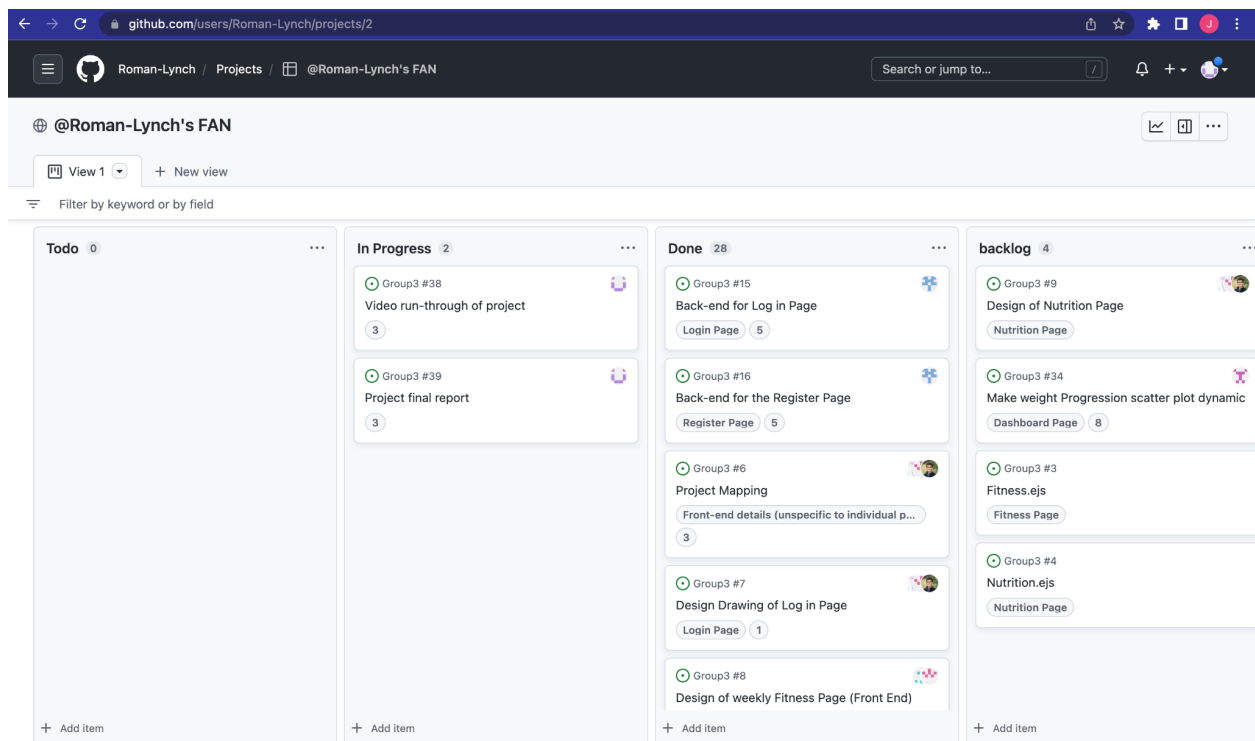 github.com/users/Roman-Lynch/projects/2
J
Roman-Lynch / Projects / @Roman-Lynch's FAN
Search or jump to...
/
@Roman-Lynch's FAN
View 1
+ New view
Filter by keyword or by field
Todo 0
+ Add item
In Progress 2
Group3 #38
Video run-through of project
3
Group3 #39
Project final report
3
+ Add item
Done 28
Group3 #15
Back-end for Log in Page
Login Page 5
Group3 #16
Back-end for the Register Page
Register Page 5
Group3 #6
Project Mapping
Front-end details (unspecific to individual p...
3
Group3 #7
Design Drawing of Log in Page
Login Page 1
Group3 #8
Design of weekly Fitness Page (Front End)
+ Add item
backlog 4
Group3 #9
Design of Nutrition Page
Nutrition Page
Group3 #34
Make weight Progression scatter plot dynamic
Dashboard Page 8
Group3 #3
Fitness.ejs
Fitness Page
Group3 #4
Nutrition.ejs
Nutrition Page
+ Add item